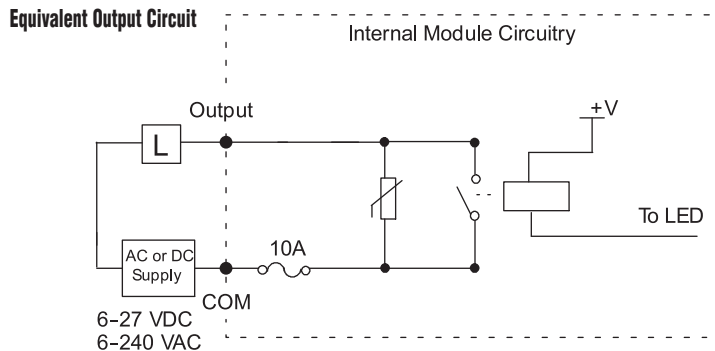 Equivalent Output Circuit
Internal Module Circuitry
Output
+V
L
To LED
10A
AC or DC
Supply
COM
6-27 VDC
6-240 VAC